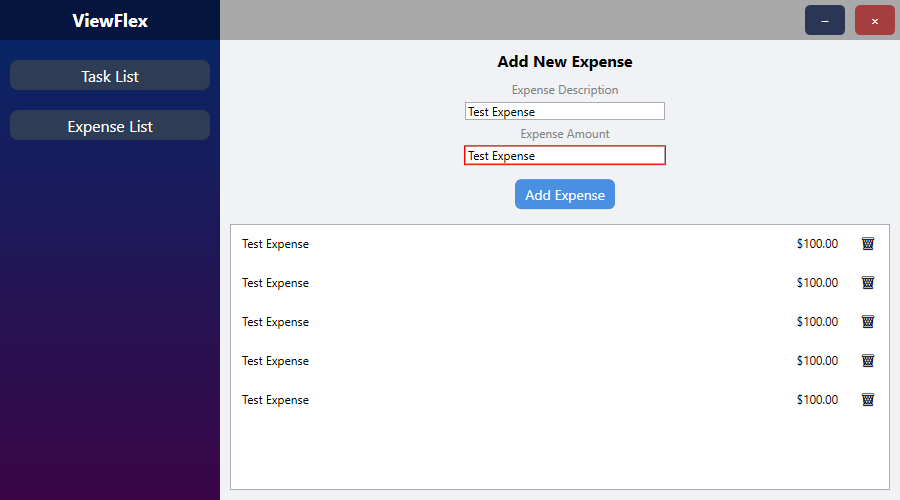 ViewFlex
–
×
Task List
Expense List
Add New Expense
Expense Description
Test Expense
Expense Amount
Test Expense
Add Expense
Test Expense $100.00
Test Expense $100.00
Test Expense $100.00
Test Expense $100.00
Test Expense $100.00